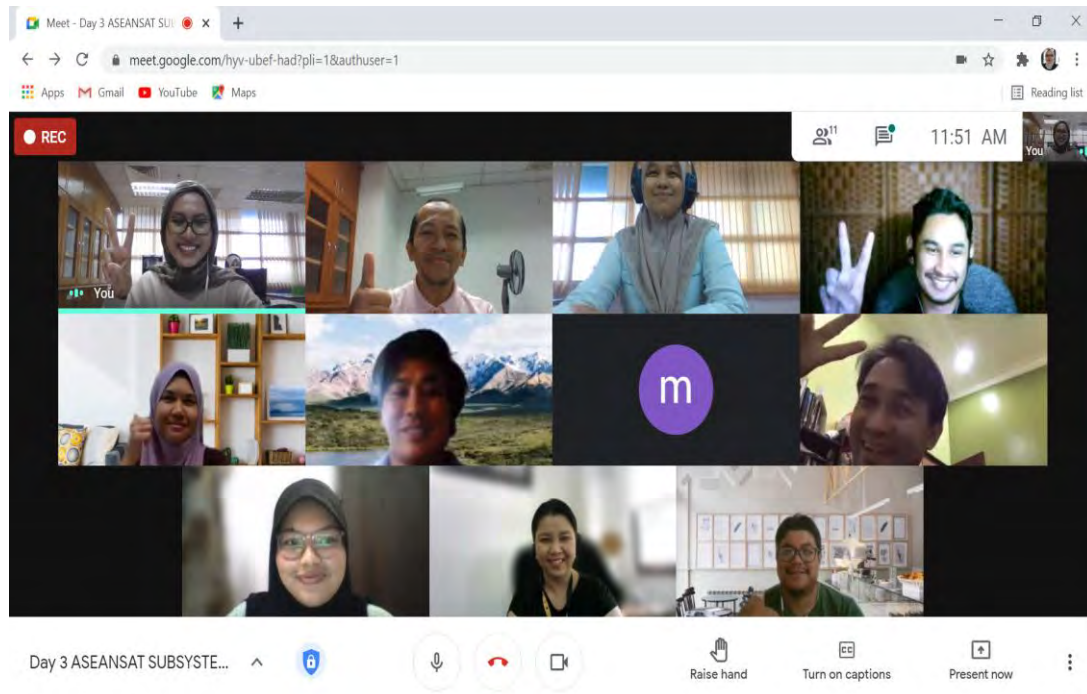 Meet - Day 3 ASEANSAT SU
meet.google.com/hyv-ubef-had?pli=1&authuser=1
Apps Gmail YouTube Maps Reading list
REC
11
11:51 AM
You
You
m
Day 3 ASEANSAT SUBSYSTE...
Raise hand
CC
Turn on captions
Present now